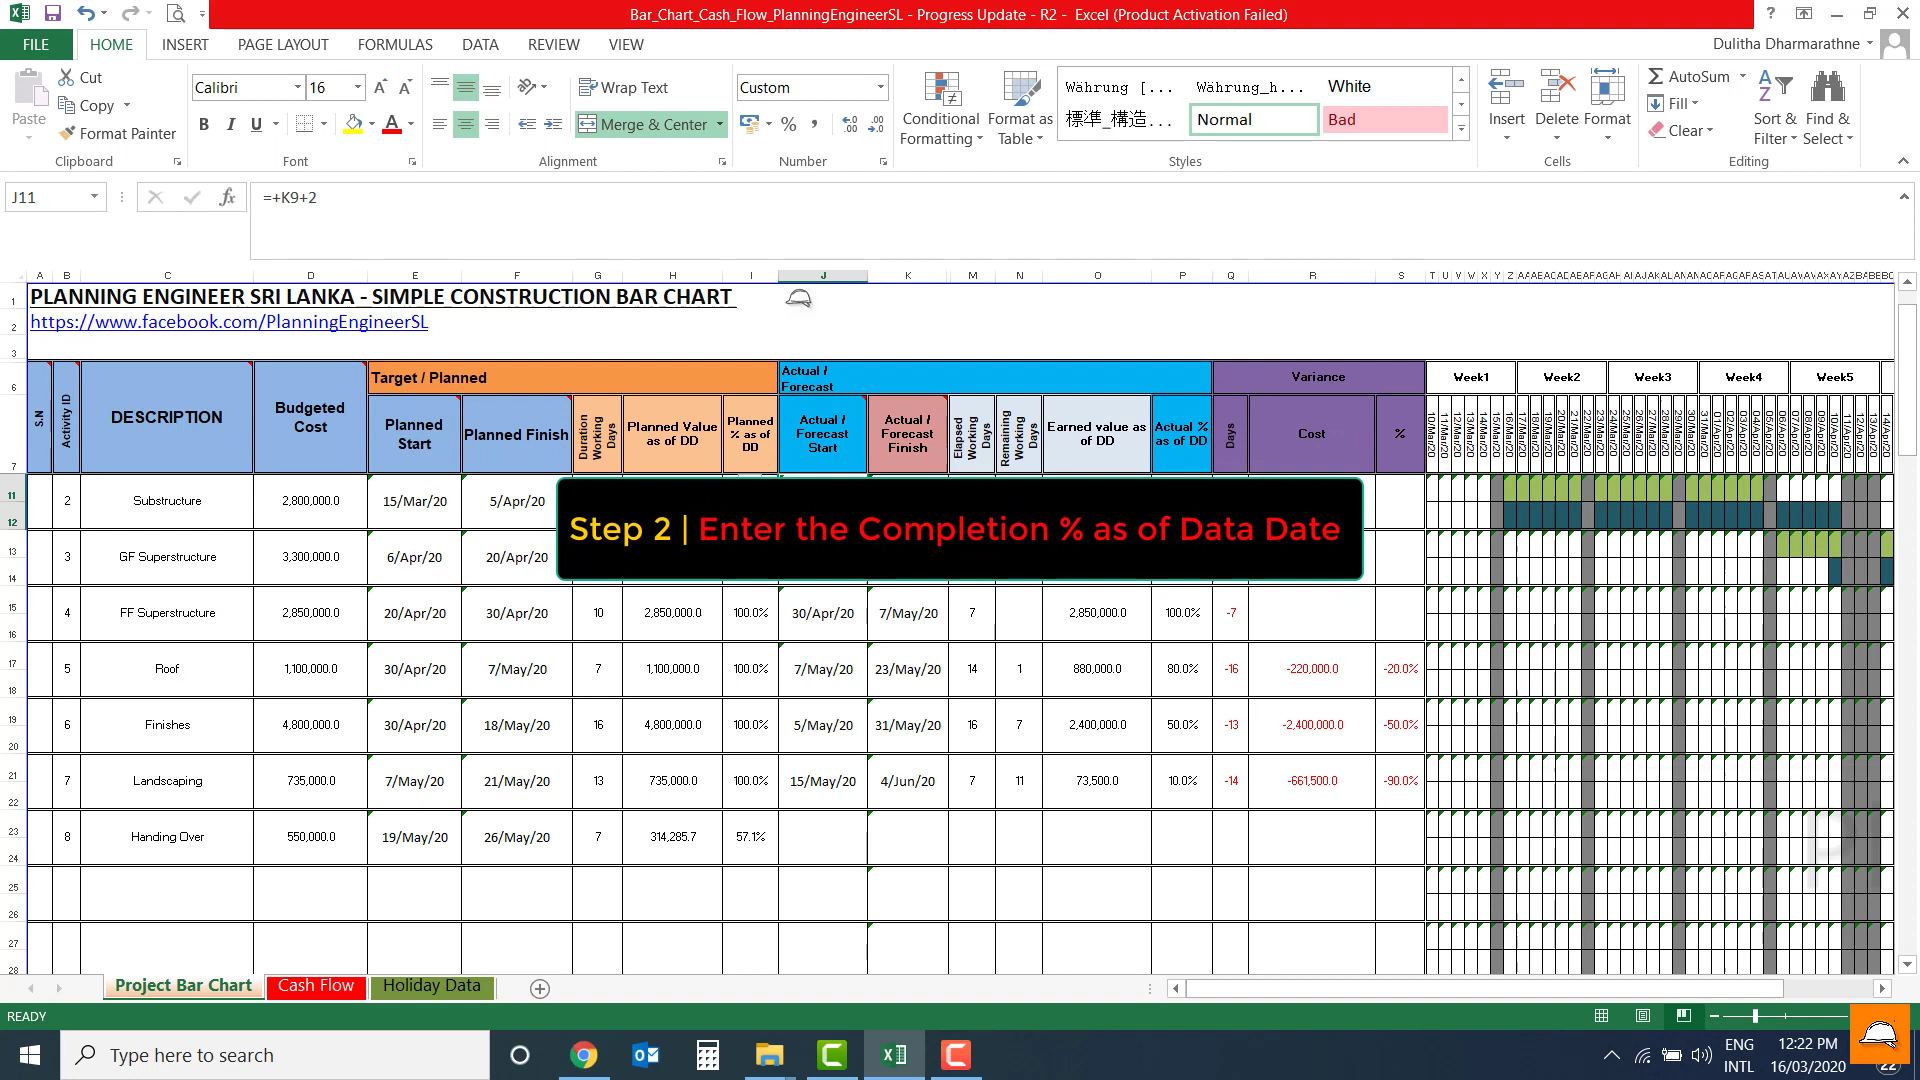 Bar_Chart_Cash_Flow_PlanningEngineerSL - Progress Update - R2 - Excel (Product Activation Failed)
FILE HOME INSERT PAGE LAYOUT FORMULAS DATA REVIEW VIEW
Dulitha Dharmarathne
Paste
Cut
Copy
Format Painter
Clipboard
Calibri 16
B I U
Font
Wrap Text
Merge & Center
Alignment
Custom
Number
Conditional Formatting
Format as Table
Währung [...
Währung_h...
White
標準_構造...
Normal
Bad
Styles
Insert Delete Format
Cells
AutoSum
Fill
Clear
Sort & Filter
Find & Select
Editing
J11
=+K9+2
A B C D E F G H I J K M N O P Q R S
PLANNING ENGINEER SRI LANKA - SIMPLE CONSTRUCTION BAR CHART
https://www.facebook.com/PlanningEngineerSL
Target / Planned
Actual / Forecast
Variance
Week1 Week2 Week3 Week4 Week5
S.N
Activity ID
DESCRIPTION
Budgeted Cost
Planned Start
Planned Finish
Duration Working Days
Planned Value as of DD
Planned % as of DD
Actual / Forecast Start
Actual / Forecast Finish
Elapsed Working Days
Remaining Working Days
Earned value as of DD
Actual % as of DD
Days
Cost
%
2 Substructure 2,800,000.0 15/Mar/20 5/Apr/20
Step 2 | Enter the Completion % as of Data Date
3 GF Superstructure 3,300,000.0 6/Apr/20 20/Apr/20
4 FF Superstructure 2,850,000.0 20/Apr/20 30/Apr/20 10 2,850,000.0 100.0% 30/Apr/20 7/May/20 7 2,850,000.0 100.0% -7
5 Roof 1,100,000.0 30/Apr/20 7/May/20 7 1,100,000.0 100.0% 7/May/20 23/May/20 14 1 880,000.0 80.0% -16 -220,000.0 -20.0%
6 Finishes 4,800,000.0 30/Apr/20 18/May/20 16 4,800,000.0 100.0% 5/May/20 31/May/20 16 7 2,400,000.0 50.0% -13 -2,400,000.0 -50.0%
7 Landscaping 735,000.0 7/May/20 21/May/20 13 735,000.0 100.0% 15/May/20 4/Jun/20 7 11 73,500.0 10.0% -14 -661,500.0 -90.0%
8 Handing Over 550,000.0 19/May/20 26/May/20 7 314,285.7 57.1%
Project Bar Chart Cash Flow Holiday Data
READY
Type here to search
ENG
INTL
12:22 PM
16/03/2020
22